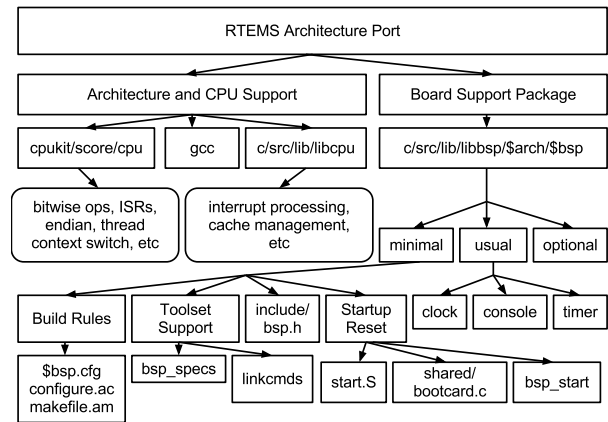 RTEMS Architecture Port
Architecture and CPU Support
Board Support Package
cpukit/score/cpu
gcc
c/src/lib/libcpu
c/src/lib/libbsp/$arch/$bsp
bitwise ops, ISRs,
endian, thread
context switch, etc
interrupt processing,
cache management,
etc
minimal
usual
optional
Build Rules
Toolset
Support
include/
bsp.h
Startup
Reset
clock
console
timer
$bsp.cfg
configure.ac
makefile.am
bsp_specs
linkcmds
start.S
shared/
bootcard.c
bsp_start